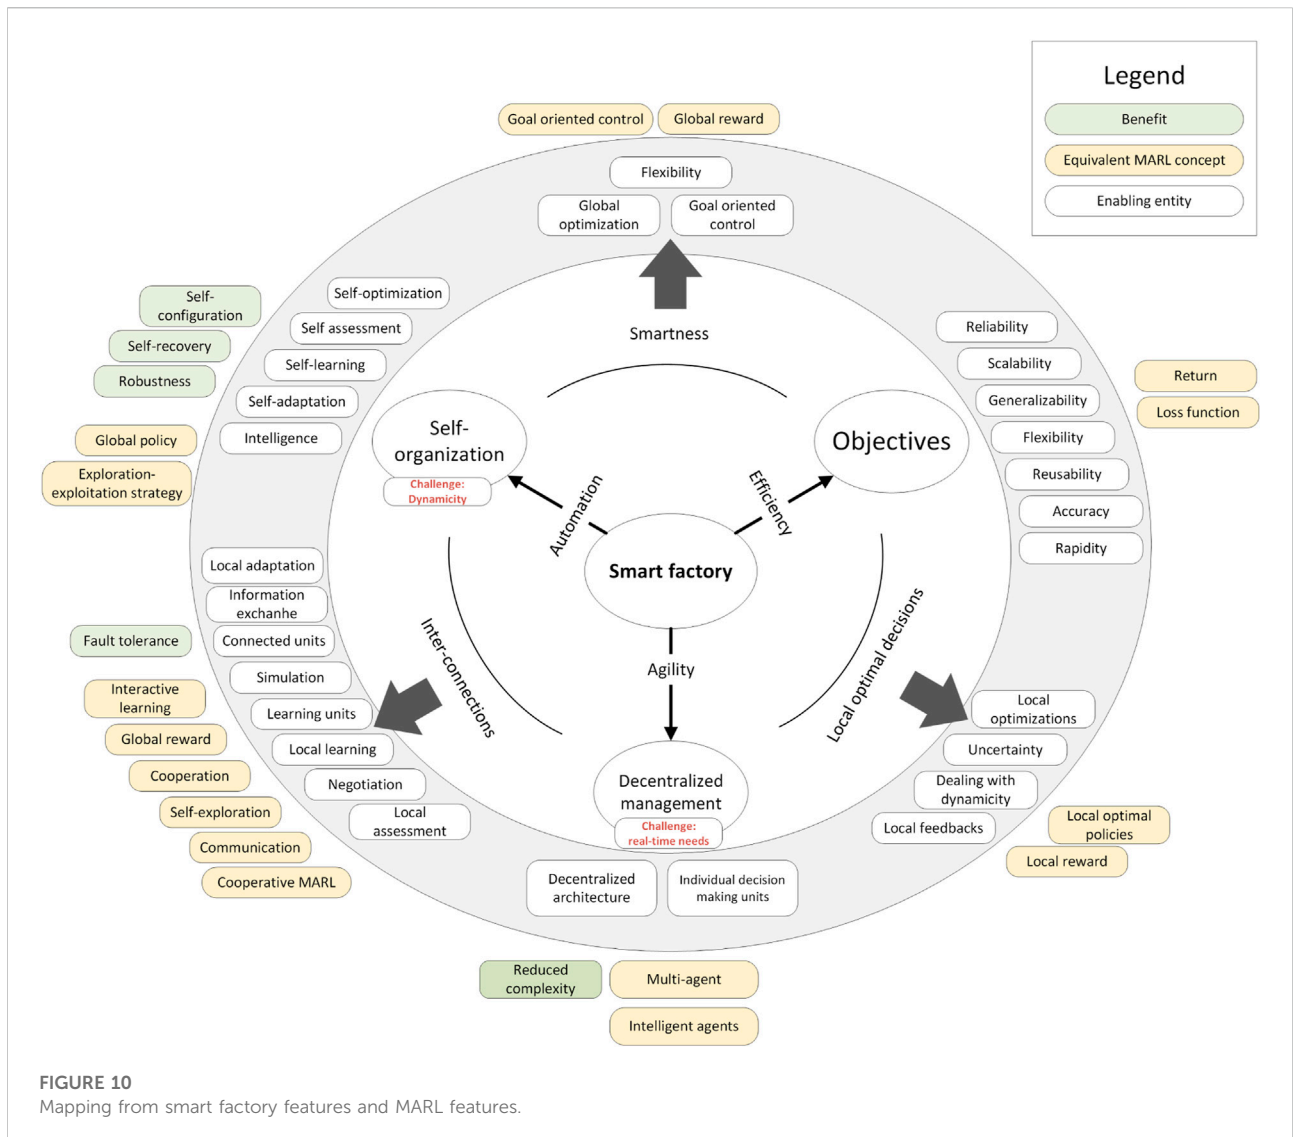 Legend
Benefit
Equivalent MARL concept
Enabling entity
Goal oriented control
Global reward
Flexibility
Global
optimization
Goal oriented
control
Smartness
Self-
configuration
Self-recovery
Robustness
Global policy
Exploration-
exploitation strategy
Self-optimization
Self assessment
Self-learning
Self-adaptation
Intelligence
Self-
organization
Challenge:
Dynamicity
Automation
Objectives
Efficiency
Reliability
Scalability
Generalizability
Flexibility
Reusability
Accuracy
Rapidity
Return
Loss function
Smart factory
Agility
Inter-connections
Local optimal decisions
Local adaptation
Information
exchanhe
Connected units
Simulation
Learning units
Local learning
Negotiation
Local
assessment
Fault tolerance
Interactive
learning
Global reward
Cooperation
Self-exploration
Communication
Cooperative MARL
Decentralized
management
Challenge:
real-time needs
Local
optimizations
Uncertainty
Dealing with
dynamicity
Local feedbacks
Local optimal
policies
Local reward
Decentralized
architecture
Individual decision
making units
Reduced
complexity
Multi-agent
Intelligent agents
FIGURE 10
Mapping from smart factory features and MARL features.